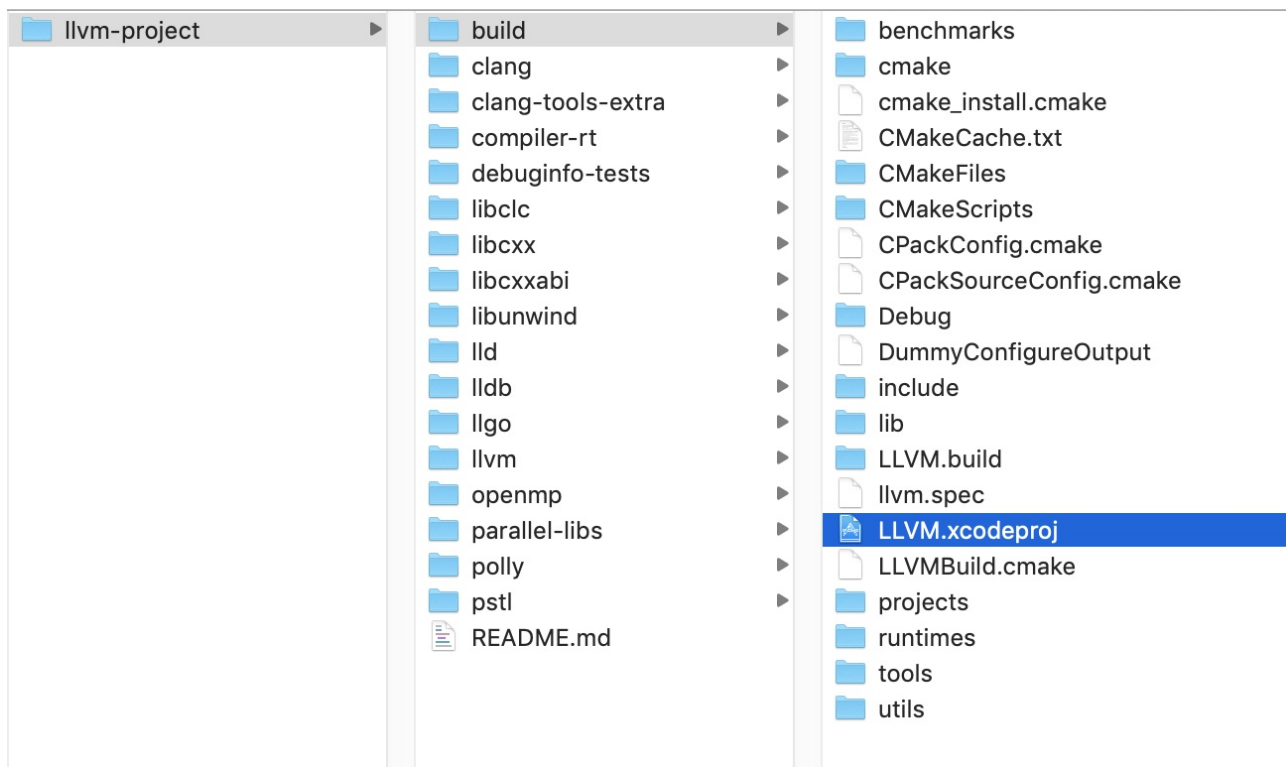 llvm-project
build
clang
clang-tools-extra
compiler-rt
debuginfo-tests
libclc
libcxx
libcxxabi
libunwind
lld
lldb
llgo
llvm
openmp
parallel-libs
polly
pstl
README.md
benchmarks
cmake
cmake_install.cmake
CMakeCache.txt
CMakeFiles
CMakeScripts
CPackConfig.cmake
CPackSourceConfig.cmake
Debug
DummyConfigureOutput
include
lib
LLVM.build
llvm.spec
LLVM.xcodeproj
LLVMBuild.cmake
projects
runtimes
tools
utils